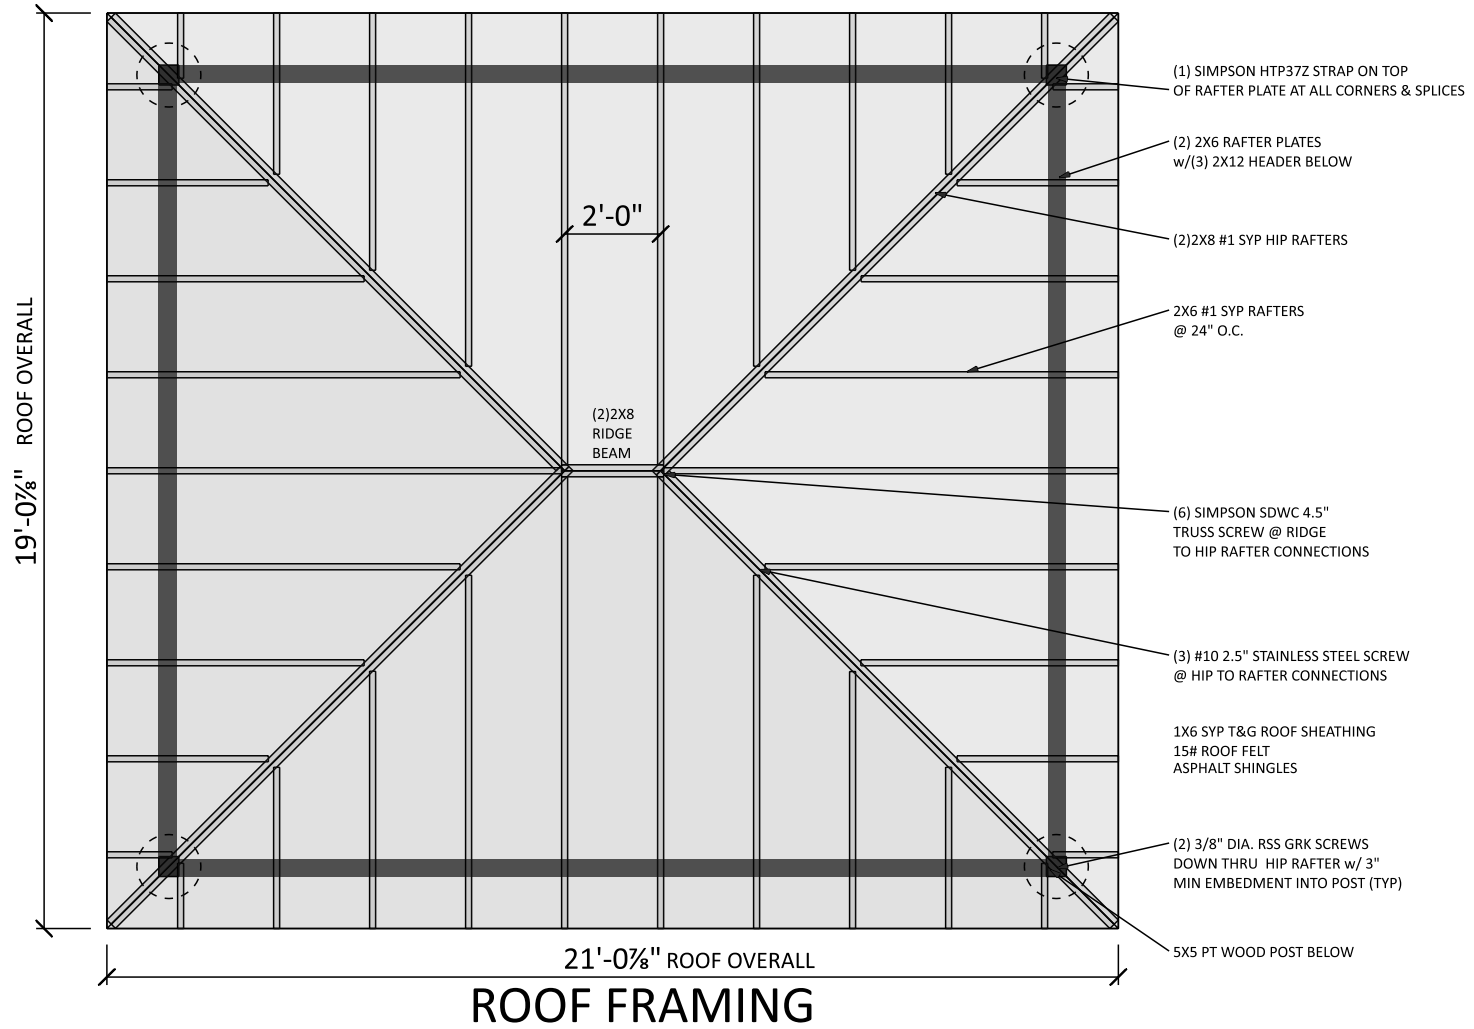 (1) SIMPSON HTP37Z STRAP ON TOP
OF RAFTER PLATE AT ALL CORNERS & SPLICES
(2) 2X6 RAFTER PLATES
w/(3) 2X12 HEADER BELOW
2'-0"
(2)2X8 #1 SYP HIP RAFTERS
2X6 #1 SYP RAFTERS
@ 24" O.C.
19'-0⅞" ROOF OVERALL
(2)2X8
RIDGE
BEAM
(6) SIMPSON SDWC 4.5"
TRUSS SCREW @ RIDGE
TO HIP RAFTER CONNECTIONS
(3) #10 2.5" STAINLESS STEEL SCREW
@ HIP TO RAFTER CONNECTIONS
1X6 SYP T&G ROOF SHEATHING
15# ROOF FELT
ASPHALT SHINGLES
(2) 3/8" DIA. RSS GRK SCREWS
DOWN THRU HIP RAFTER w/ 3"
MIN EMBEDMENT INTO POST (TYP)
5X5 PT WOOD POST BELOW
21'-0⅞" ROOF OVERALL
ROOF FRAMING